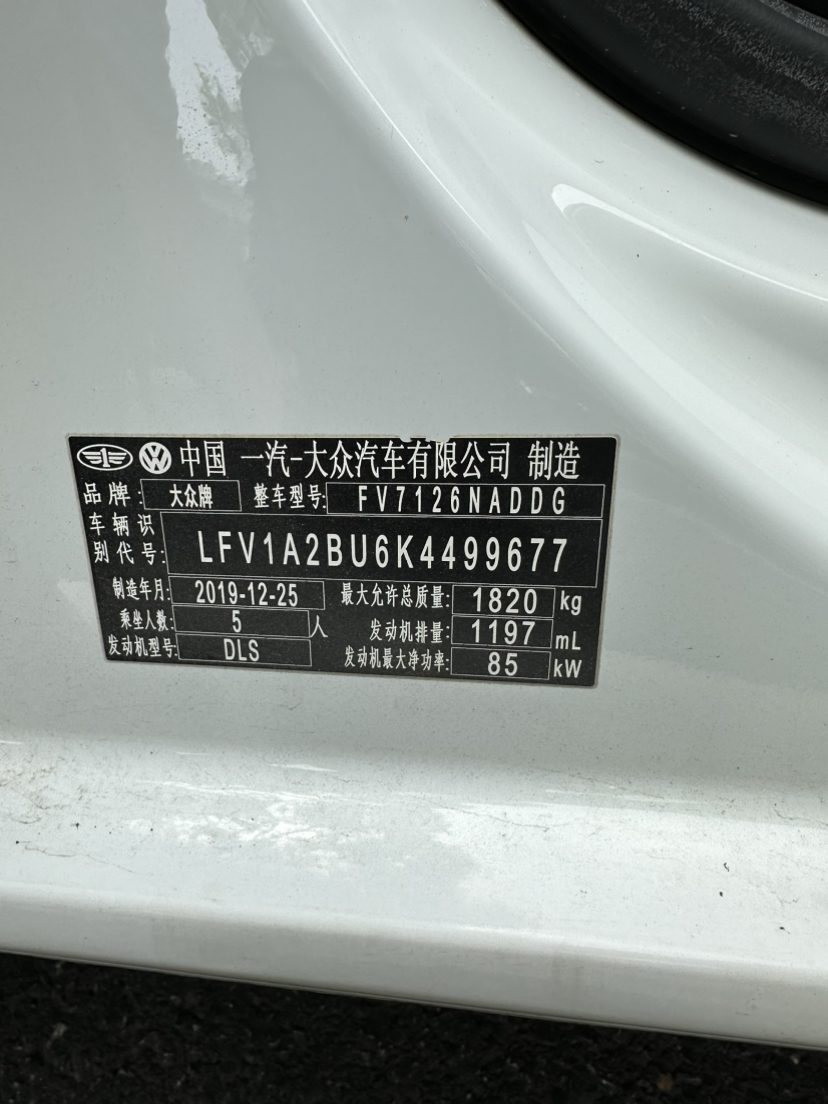 中国 一汽-大众汽车有限公司 制造
品牌: 大众牌 整车型号: FV7126NADDG
车辆识
别代号: LFV1A2BU6K4499677
制造年月: 2019-12-25 最大允许总质量: 1820 kg
乘坐人数: 5 人 发动机排量: 1197 mL
发动机型号: DLS 发动机最大净功率: 85 kW